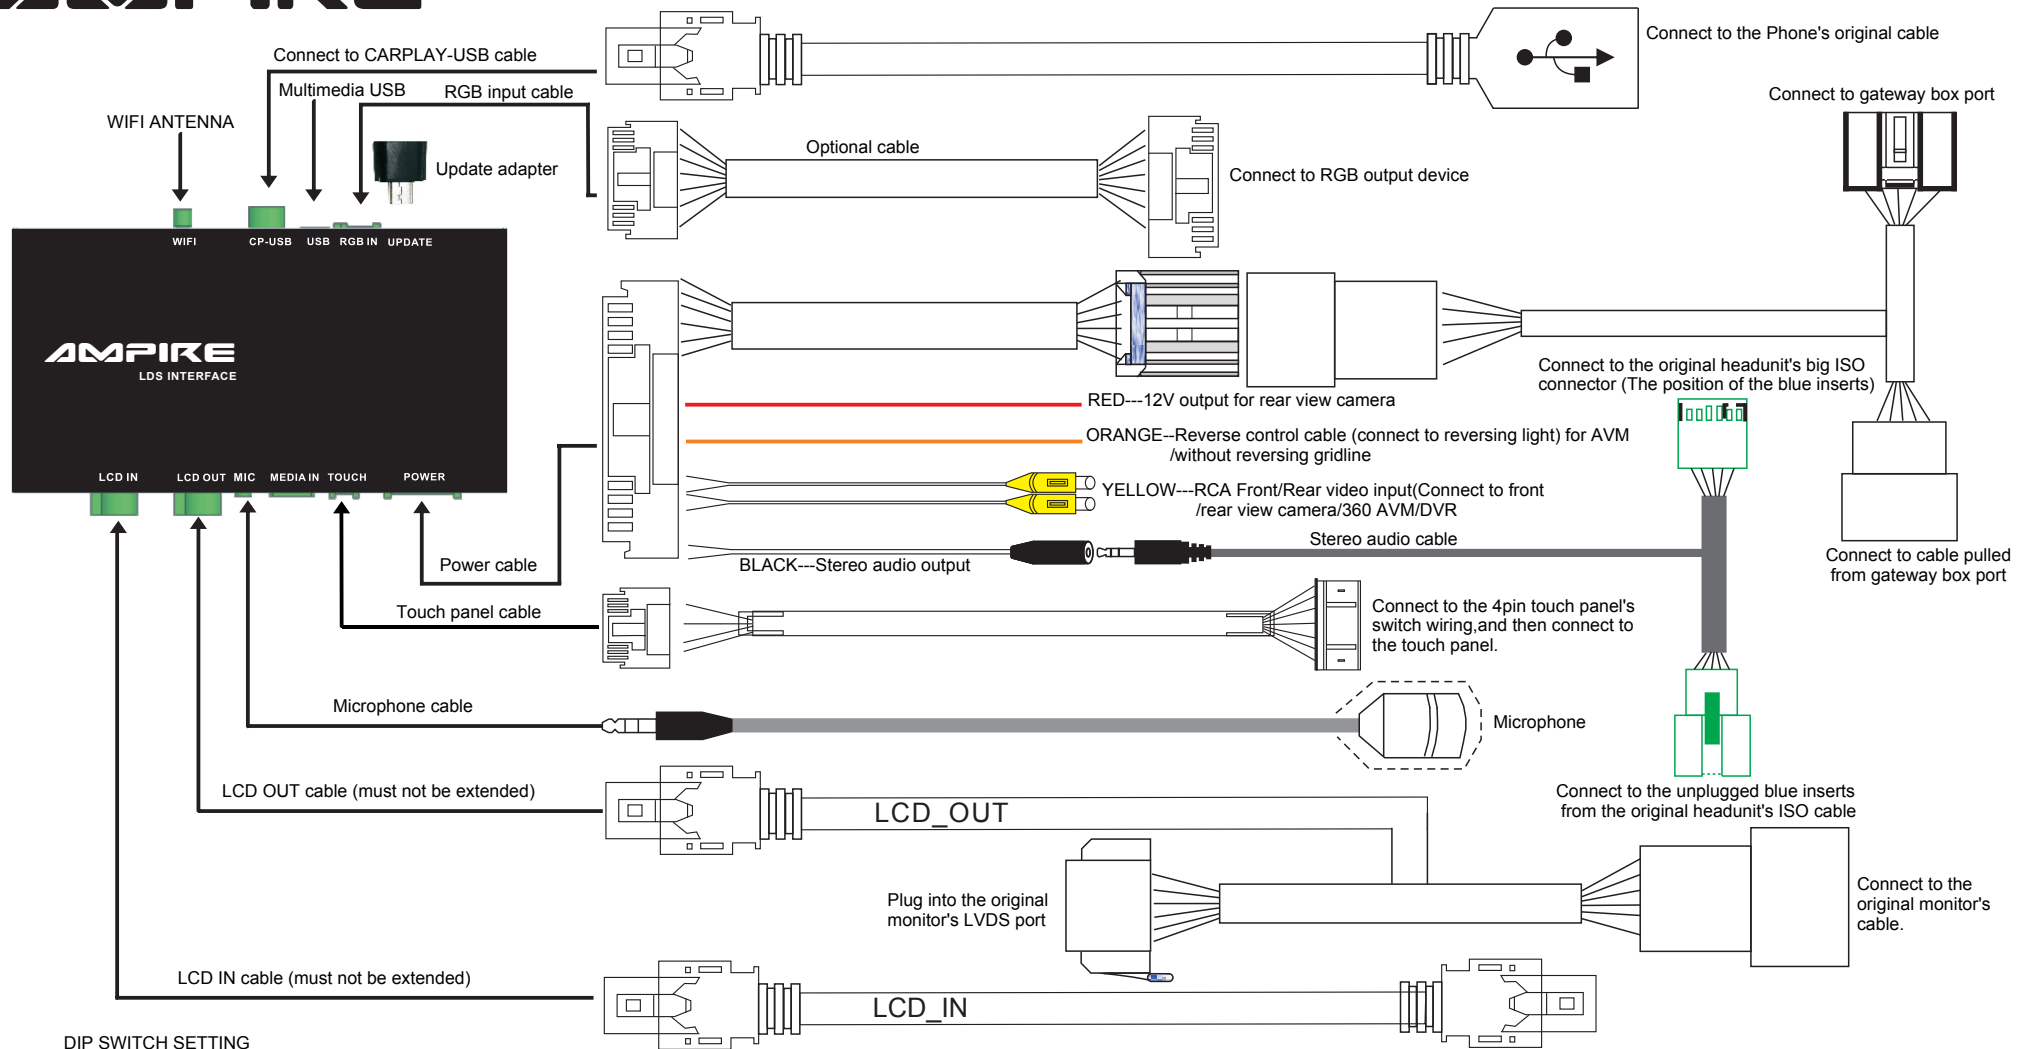 AMPIRE
Connect to CARPLAY-USB cable
Multimedia USB
RGB input cable
WIFI ANTENNA
Update adapter
Connect to the Phone's original cable
Connect to gateway box port
Optional cable
Connect to RGB output device
WIFI
CP-USB
USB
RGB IN
UPDATE
AMPIRE
LDS INTERFACE
LCD IN
LCD OUT
MIC
MEDIA IN
TOUCH
POWER
Connect to the original headunit's big ISO
connector (The position of the blue inserts)
RED---12V output for rear view camera
ORANGE--Reverse control cable (connect to reversing light) for AVM
/without reversing gridline
YELLOW---RCA Front/Rear video input(Connect to front
/rear view camera/360 AVM/DVR
Stereo audio cable
BLACK---Stereo audio output
Power cable
Connect to cable pulled
from gateway box port
Touch panel cable
Connect to the 4pin touch panel's
switch wiring,and then connect to
the touch panel.
Microphone cable
Microphone
LCD OUT cable (must not be extended)
LCD_OUT
Connect to the unplugged blue inserts
from the original headunit's ISO cable
Plug into the original
monitor's LVDS port
Connect to the
original monitor's
cable.
LCD IN cable (must not be extended)
LCD_IN
DIP SWITCH SETTING